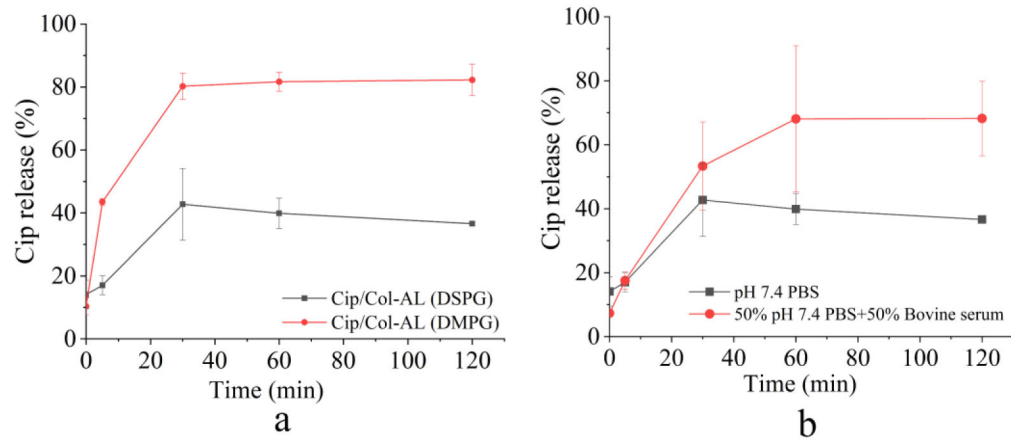 100
80
60
40
20
0
Cip release (%)
Cip/Col-AL (DSPG)
Cip/Col-AL (DMPG)
0 20 40 60 80 100 120
Time (min)
a
100
80
60
40
20
0
Cip release (%)
pH 7.4 PBS
50% pH 7.4 PBS+50% Bovine serum
0 20 40 60 80 100 120
Time (min)
b